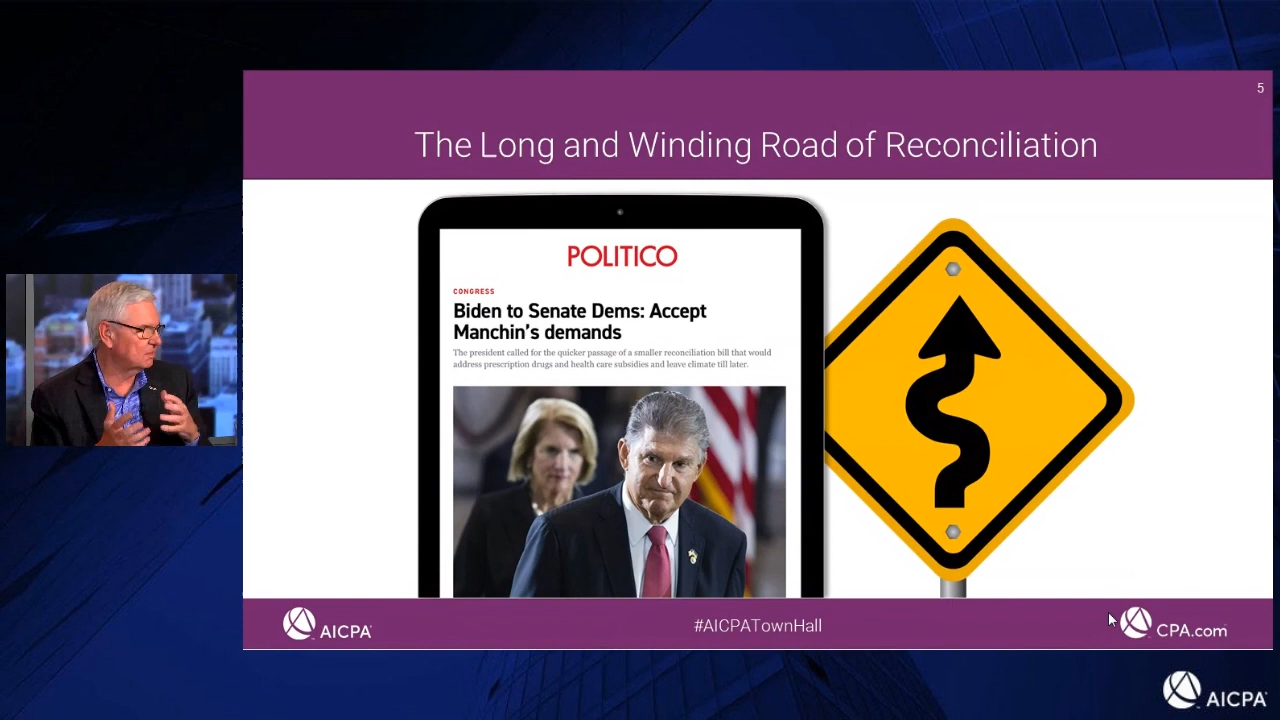 5
The Long and Winding Road of Reconciliation
POLITICO
CONGRESS
Biden to Senate Dems: Accept
Manchin's demands
The president called for the quicker passage of a smaller reconciliation bill that would
address prescription drugs and health care subsidies and leave climate till later.
AICPA
#AICPATownHall
CPA.com
AICPA